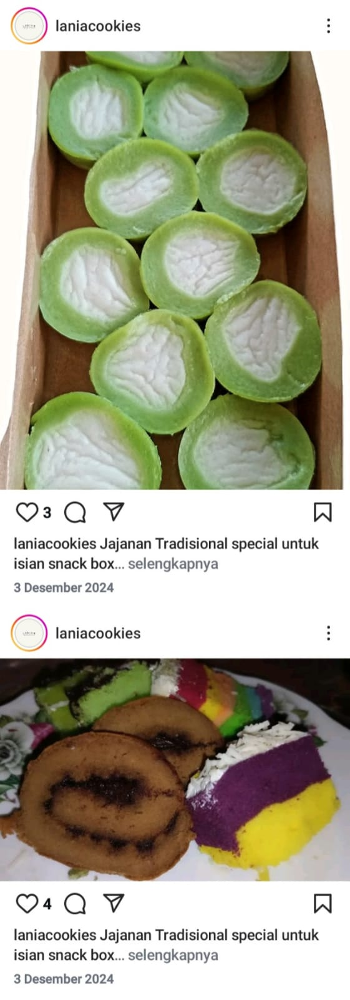 laniacookies
3
laniacookies Jajanan Tradisional special untuk
isian snack box... selengkapnya
3 Desember 2024
laniacookies
4
laniacookies Jajanan Tradisional special untuk
isian snack box... selengkapnya
3 Desember 2024